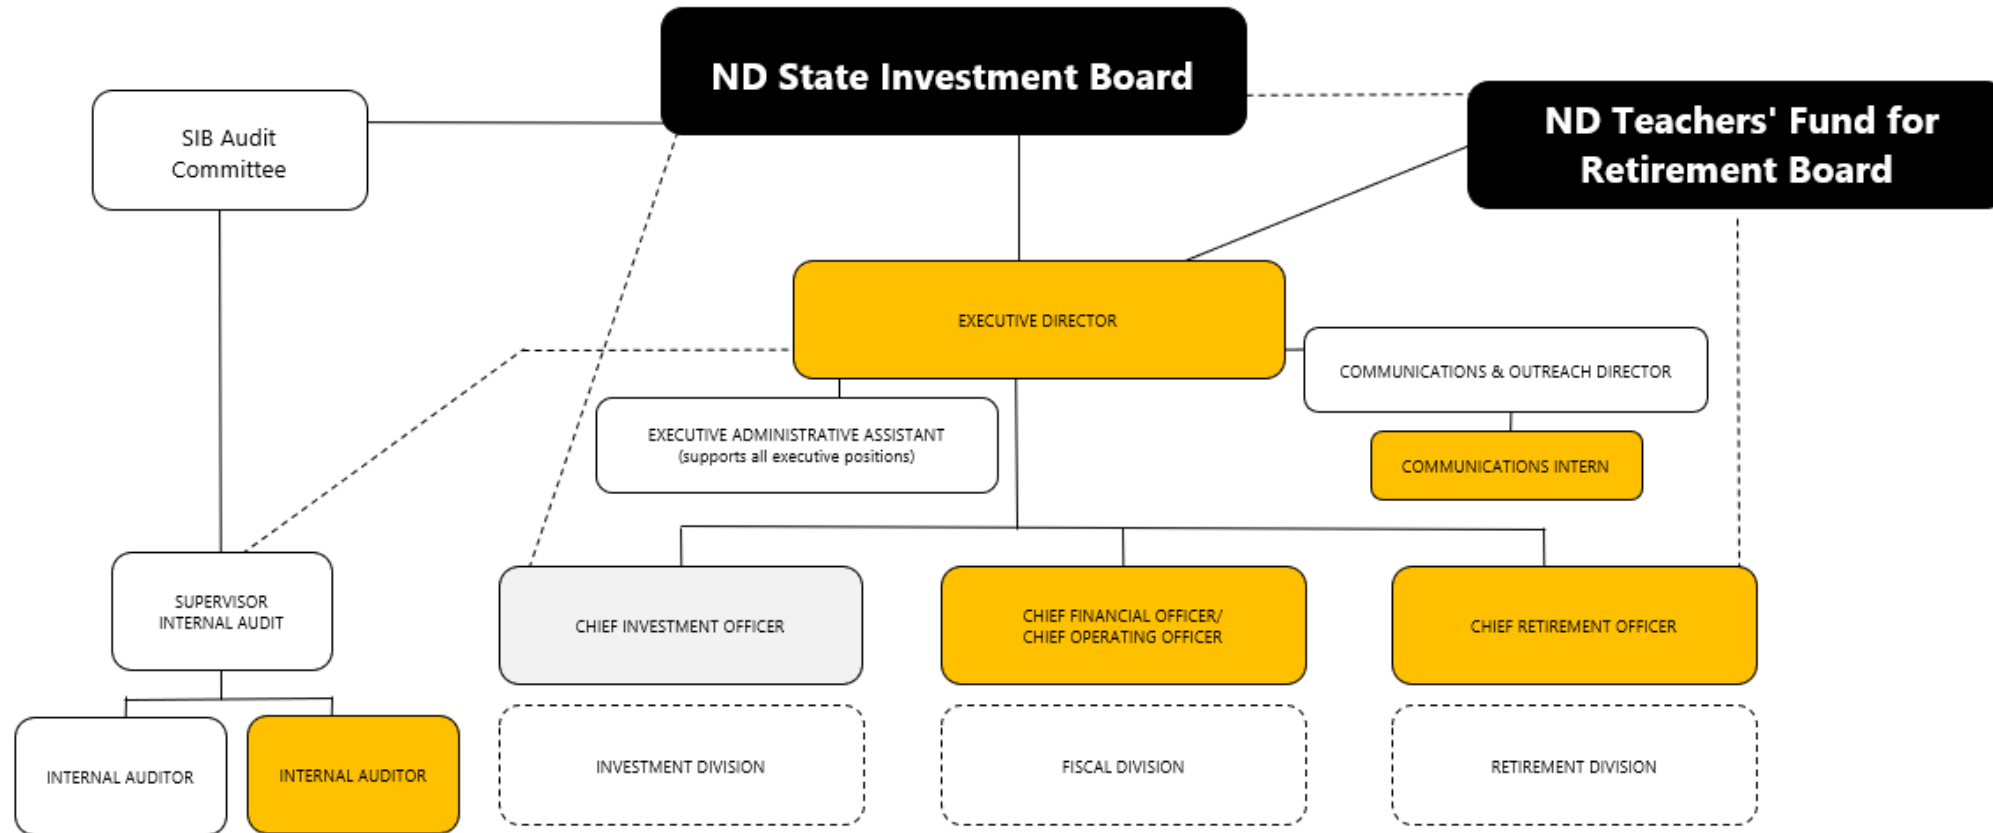 ND State Investment Board
ND Teachers' Fund for
Retirement Board
SIB Audit
Committee
EXECUTIVE DIRECTOR
COMMUNICATIONS & OUTREACH DIRECTOR
EXECUTIVE ADMINISTRATIVE ASSISTANT
(supports all executive positions)
COMMUNICATIONS INTERN
SUPERVISOR
INTERNAL AUDIT
CHIEF INVESTMENT OFFICER
CHIEF FINANCIAL OFFICER/
CHIEF OPERATING OFFICER
CHIEF RETIREMENT OFFICER
INTERNAL AUDITOR
INTERNAL AUDITOR
INVESTMENT DIVISION
FISCAL DIVISION
RETIREMENT DIVISION